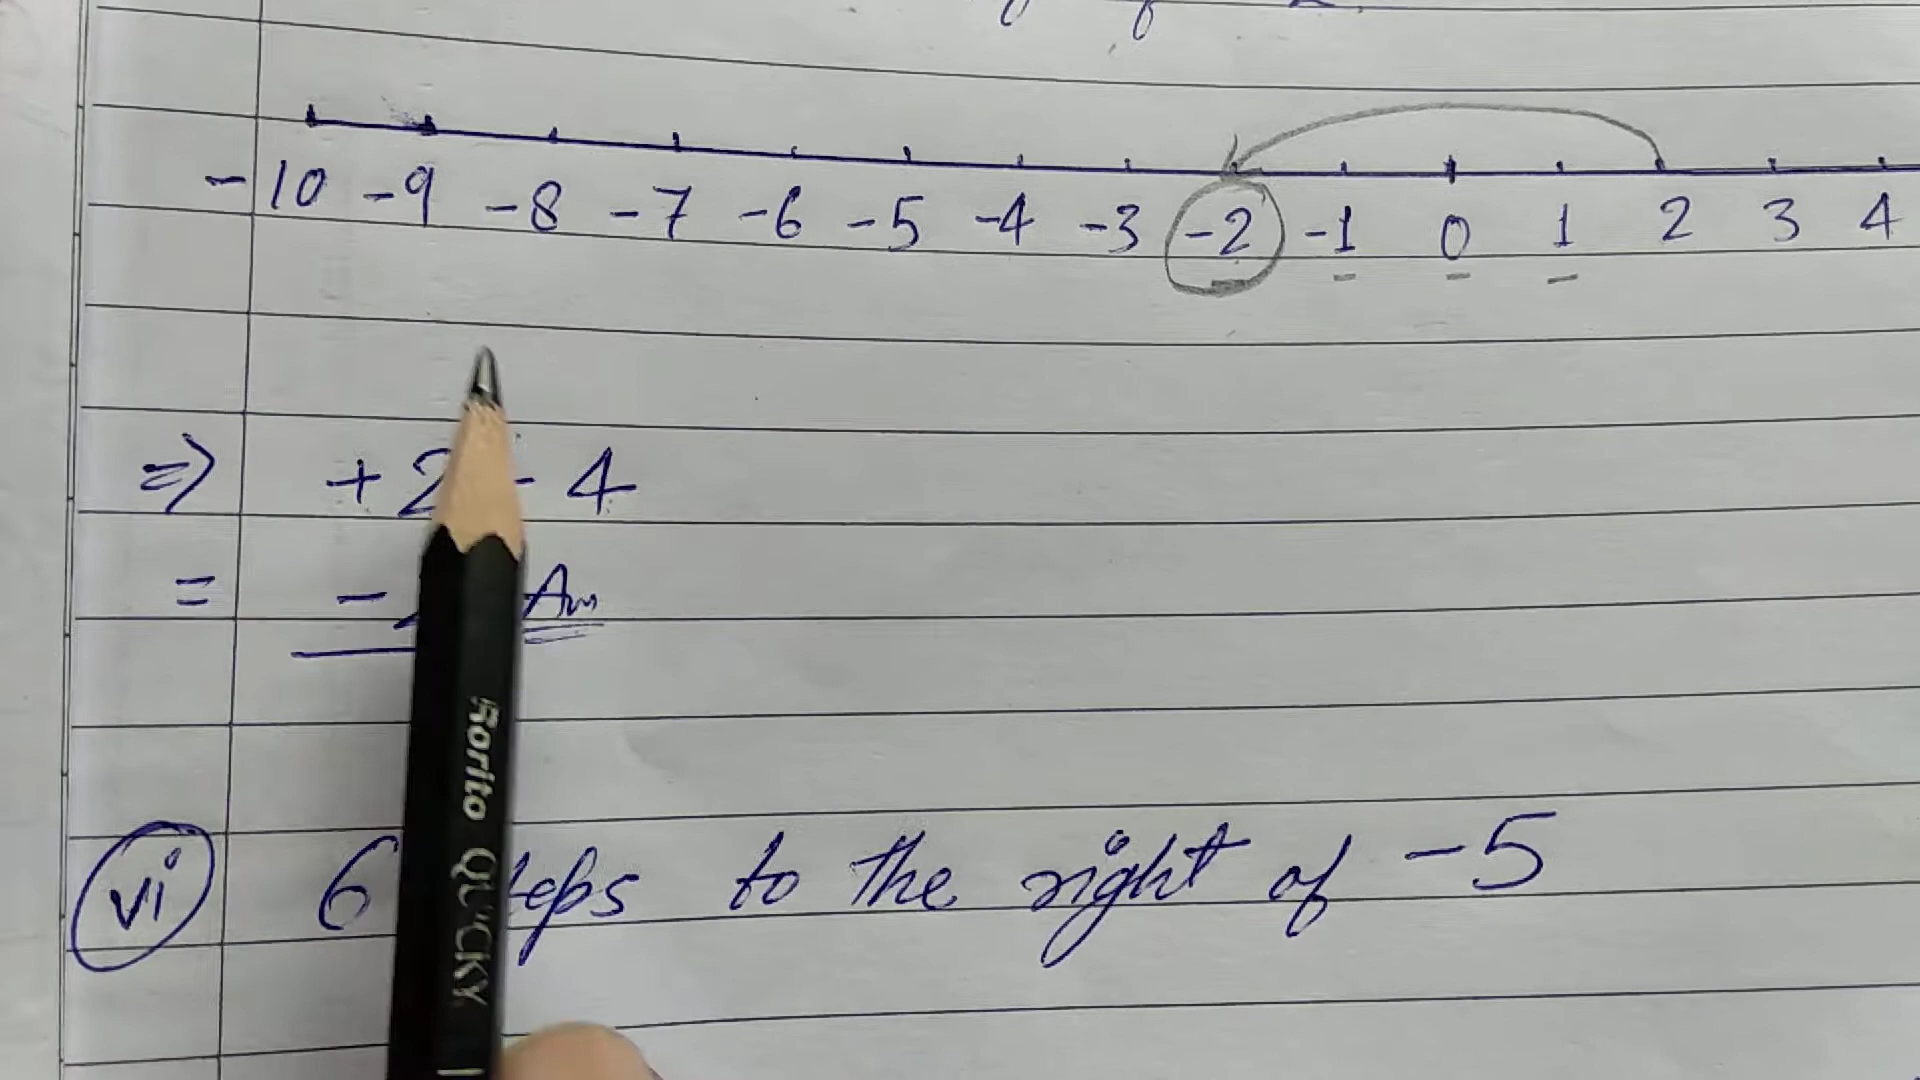 -10 -9 -8 -7 -6 -5 -4 -3 -2 -1 0 1 2 3 4
⇒ +2 - 4
= - Ans
vi 6 to the right of -5
Rorito QUICKY